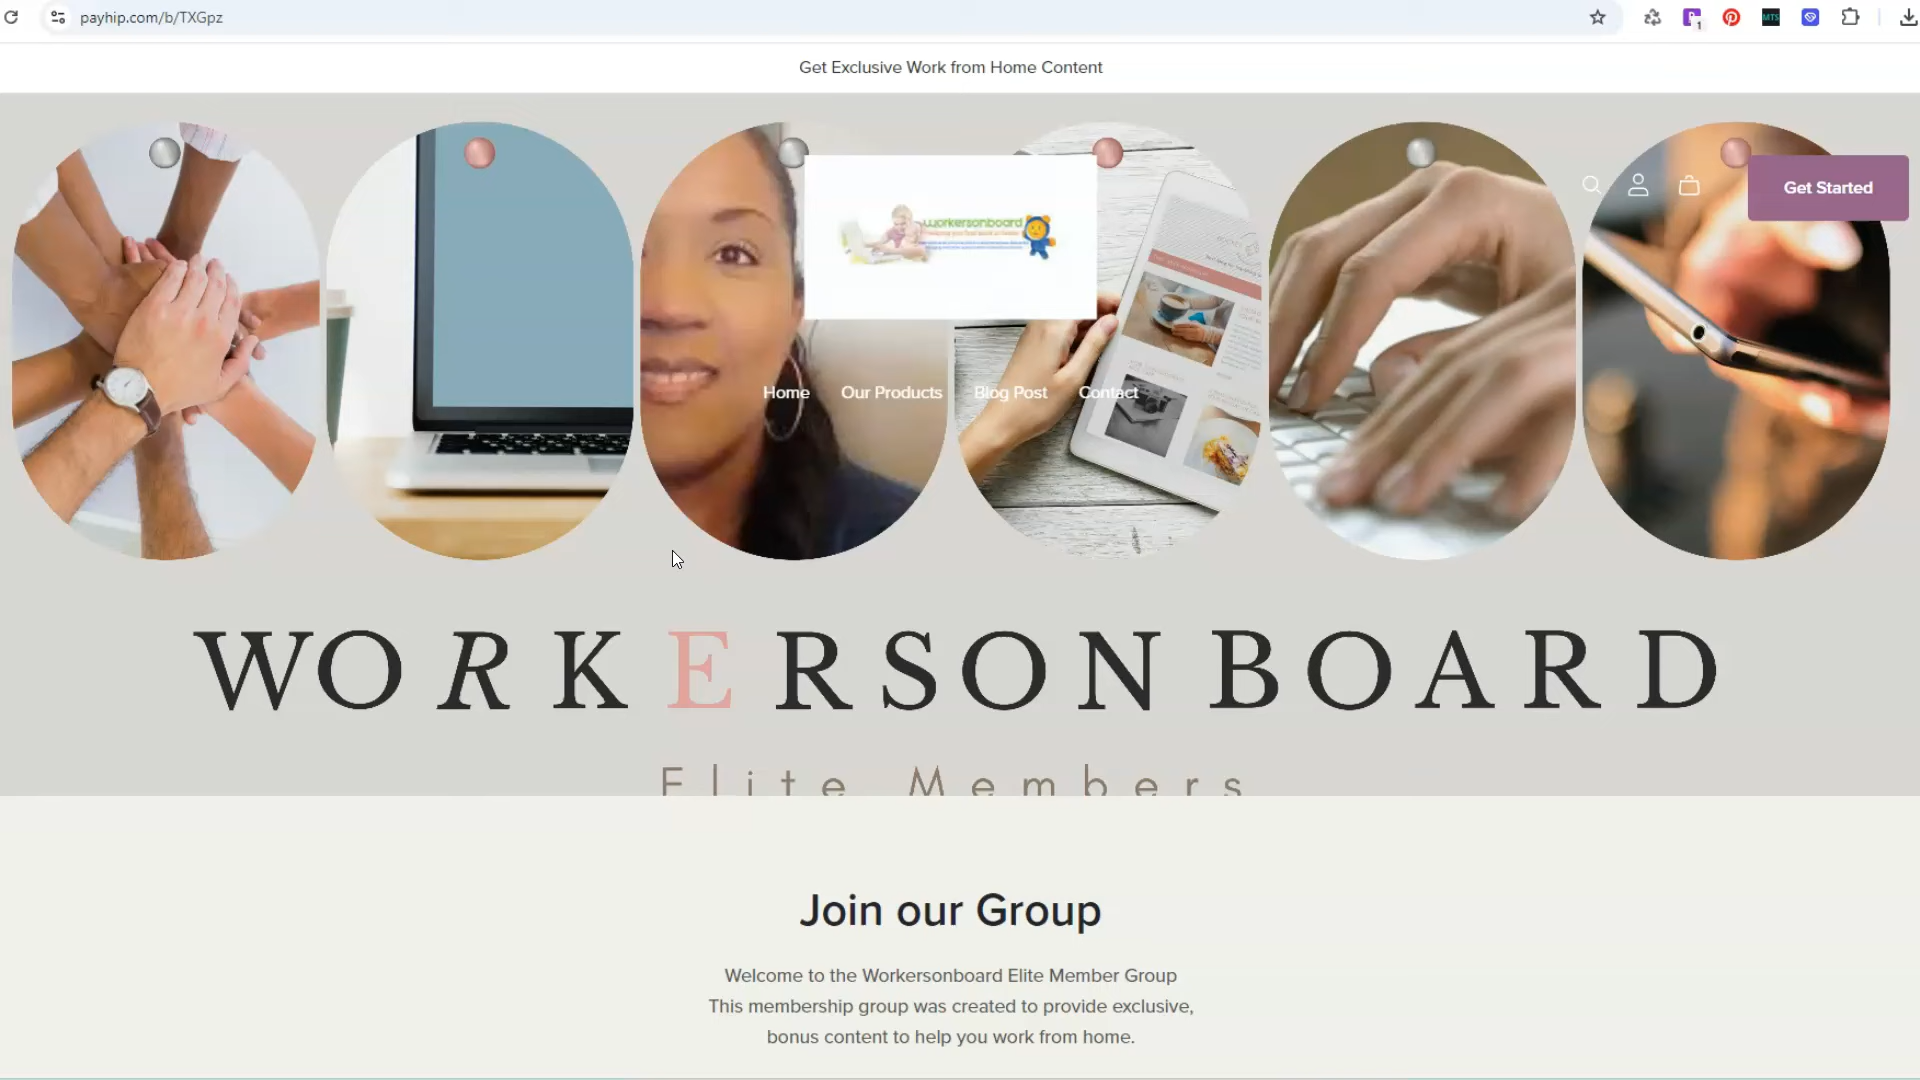 payhip.com/b/TXGpz
1
MTS
Get Exclusive Work from Home Content
workersonboard
Get Started
Home
Our Products
Blog Post
Contact
WORKERSONBOARD
Elite Members
Join our Group
Welcome to the Workersonboard Elite Member Group
This membership group was created to provide exclusive,
bonus content to help you work from home.